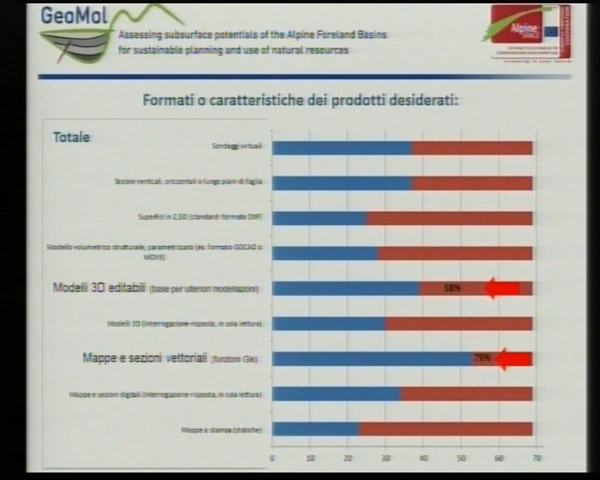 GeoMol
Assessing subsurface potentials of the Alpine Foreland Basins
for sustainable planning and use of natural resources
Alpine
Space
Formati o caratteristiche dei prodotti desiderati:
Totale
Sondaggi virtuali
Sezioni verticali, orizzontali o lungo piani di faglia
Superfici in 2,5D (standard: formato DXF)
Modello volumetrico strutturale, parametrizzato (es. formato GOCAD o
MOVE)
Modelli 3D editabili (base per ulteriori modellazioni)
58%
Modelli 3D (interrogazione-risposta, in sola lettura)
Mappe e sezioni vettoriali (funzioni Gis)
79%
Mappe e sezioni digitali (interrogazione-risposta, in sola lettura)
Mappe a stampa (statiche)
0 10 20 30 40 50 60 70